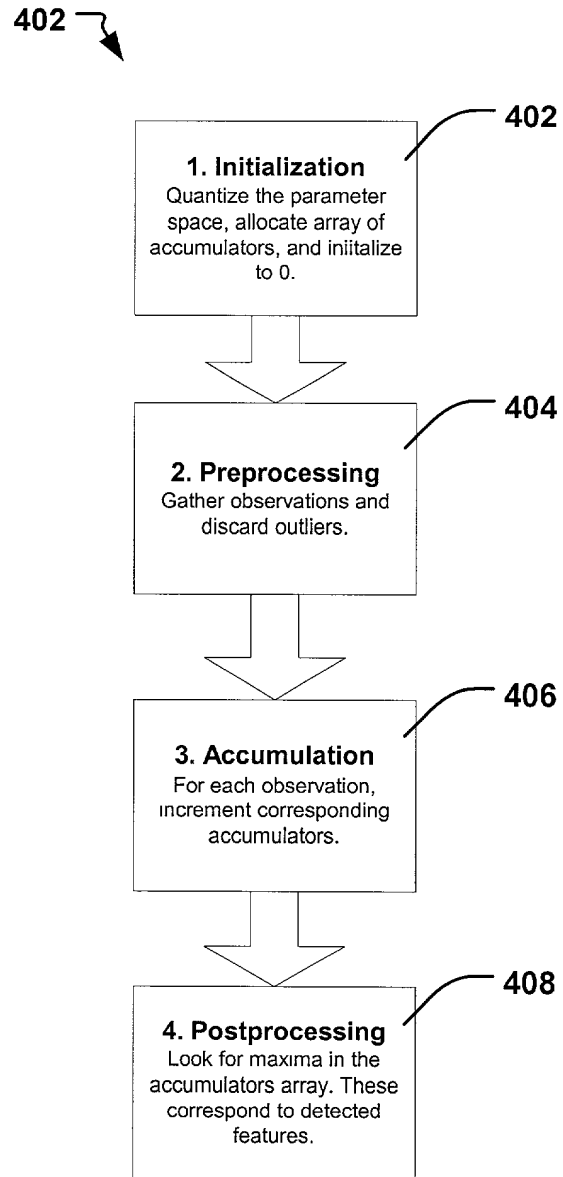 402
402
1. Initialization
Quantize the parameter
space, allocate array of
accumulators, and iniitalize
to 0.
404
2. Preprocessing
Gather observations and
discard outliers.
406
3. Accumulation
For each observation,
increment corresponding
accumulators.
408
4. Postprocessing
Look for maxima in the
accumulators array. These
correspond to detected
features.